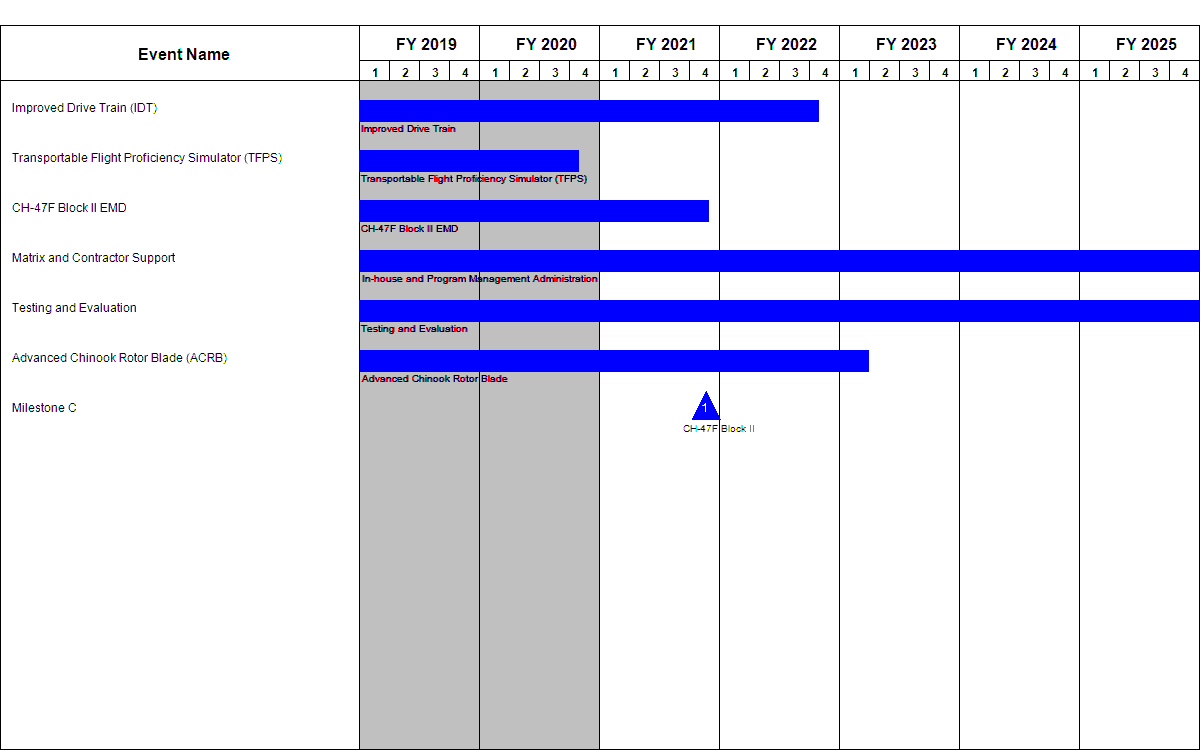 Event Name
FY 2019 FY 2020 FY 2021 FY 2022 FY 2023 FY 2024 FY 2025
1 2 3 4 1 2 3 4 1 2 3 4 1 2 3 4 1 2 3 4 1 2 3 4 1 2 3 4
Improved Drive Train (IDT)
Improved Drive Train
Transportable Flight Proficiency Simulator (TFPS)
Transportable Flight Proficiency Simulator (TFPS)
CH-47F Block II EMD
CH-47F Block II EMD
Matrix and Contractor Support
In-house and Program Management Administration
Testing and Evaluation
Testing and Evaluation
Advanced Chinook Rotor Blade (ACRB)
Advanced Chinook Rotor Blade
Milestone C
1
CH-47F Block II